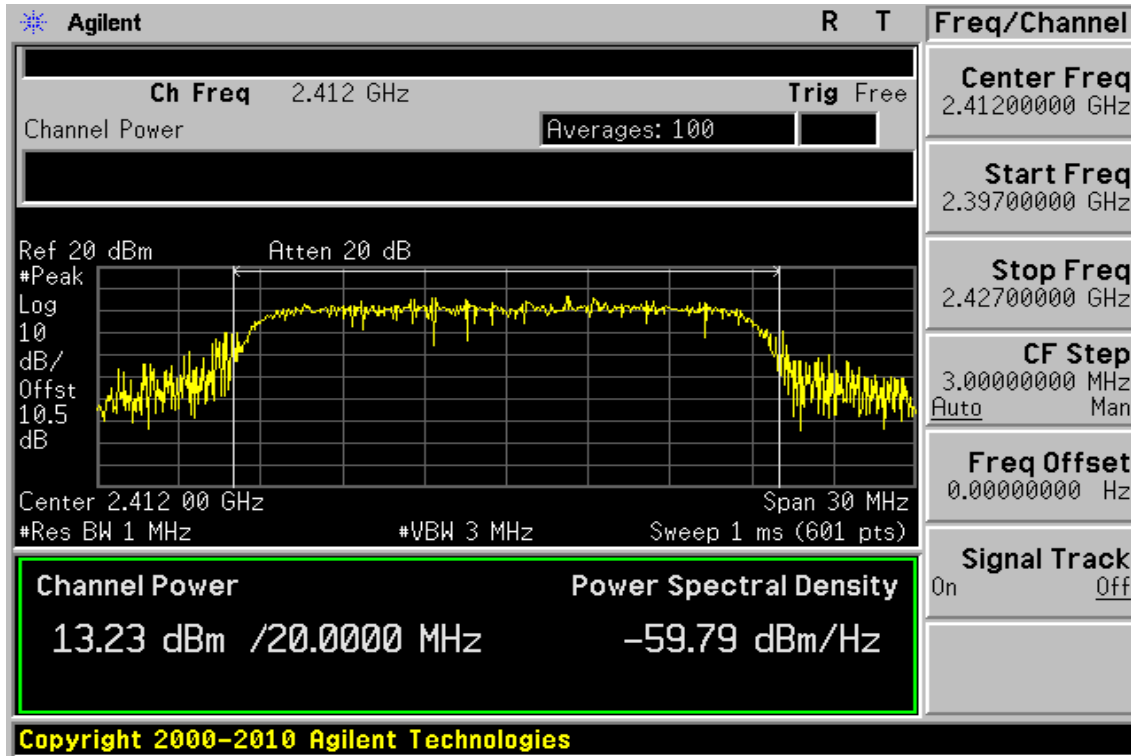 Agilent R T
Ch Freq 2.412 GHz Trig Free
Channel Power Averages: 100
Ref 20 dBm Atten 20 dB
#Peak
Log
10
dB/
Offst
10.5
dB
Center 2.412 00 GHz Span 30 MHz
#Res BW 1 MHz #VBW 3 MHz Sweep 1 ms (601 pts)
Channel Power Power Spectral Density
13.23 dBm /20.0000 MHz -59.79 dBm/Hz
Copyright 2000-2010 Agilent Technologies
Freq/Channel
Center Freq
2.41200000 GHz
Start Freq
2.39700000 GHz
Stop Freq
2.42700000 GHz
CF Step
3.00000000 MHz
Auto Man
Freq Offset
0.00000000 Hz
Signal Track
On Off